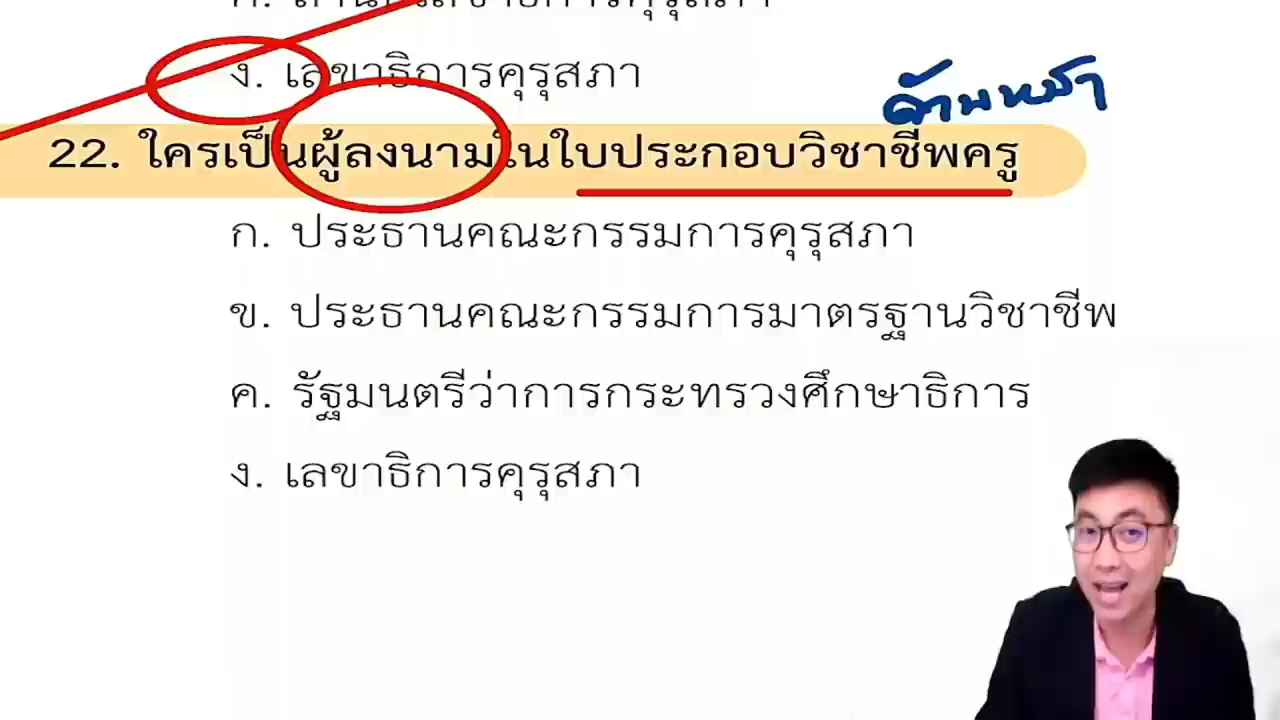 ง. เลขาธิการคุรุสภา
ด้านหน้า
22. ใครเป็นผู้ลงนามในใบประกอบวิชาชีพครู
ก. ประธานคณะกรรมการคุรุสภา
ข. ประธานคณะกรรมการมาตรฐานวิชาชีพ
ค. รัฐมนตรีว่าการกระทรวงศึกษาธิการ
ง. เลขาธิการคุรุสภา